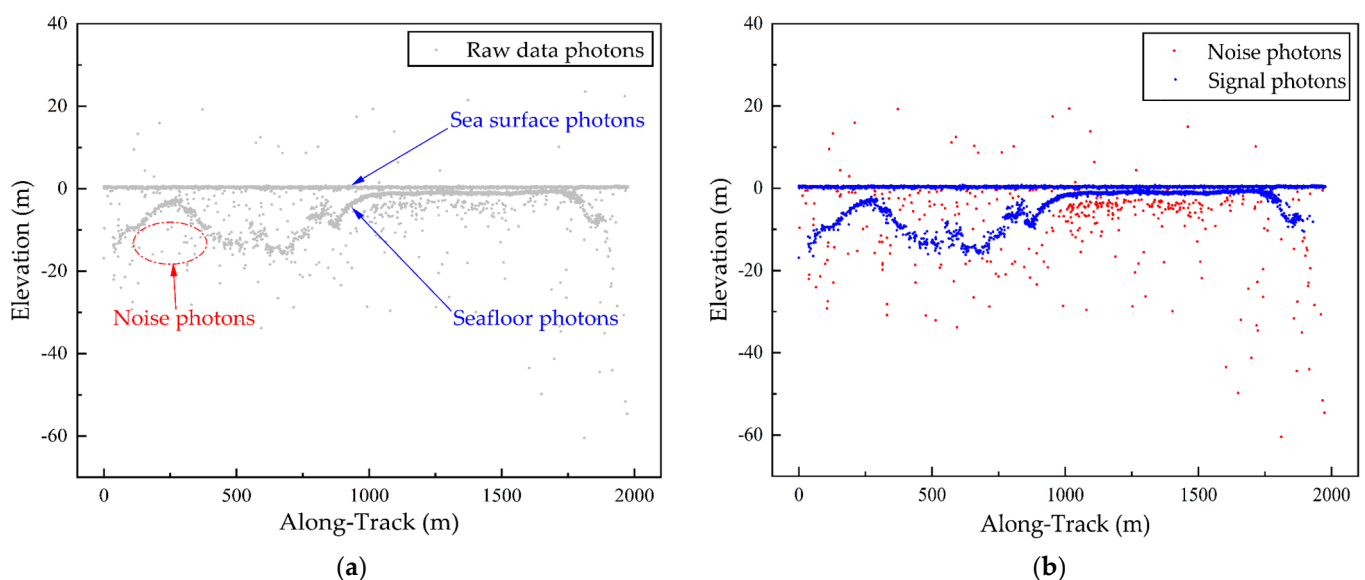 40
20
0
-20
-40
-60
Elevation (m)
Raw data photons
Sea surface photons
Noise photons
Seafloor photons
0
500
1000
1500
2000
Along-Track (m)
(a)
40
20
0
-20
-40
-60
Elevation (m)
Noise photons
Signal photons
0
500
1000
1500
2000
Along-Track (m)
(b)